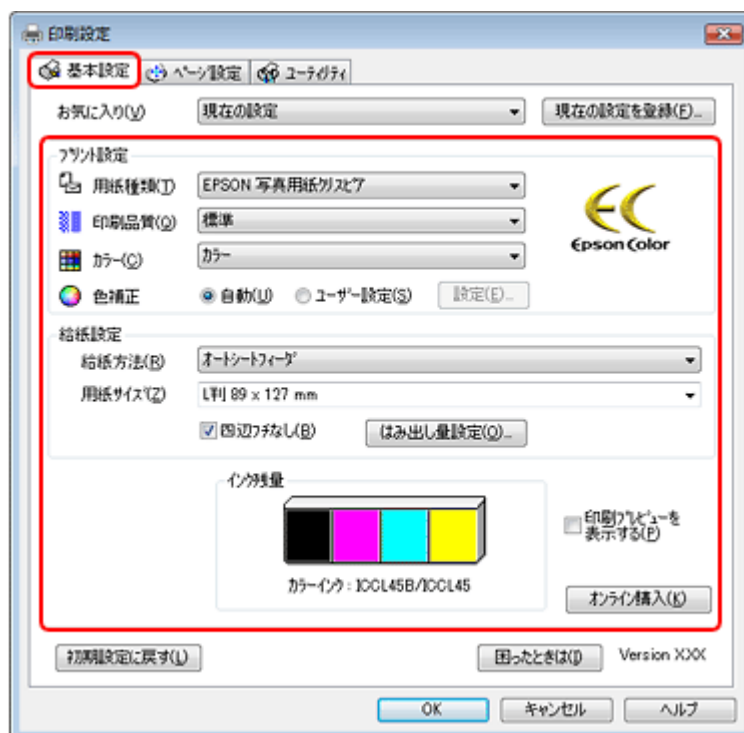 印刷設定
基本設定 ページ設定 ユーティリティ
お気に入り(V) 現在の設定 現在の設定を登録(F)...
プリント設定
用紙種類(T) EPSON 写真用紙クリスピア
印刷品質(Q) 標準
カラー(C) カラー
Epson Color
色補正 自動(U) ユーザー設定(S) 設定(E)...
給紙設定
給紙方法(R) オートシートフィーダ
用紙サイズ(Z) L判 89 x 127 mm
四辺フチなし(B) はみ出し量設定(O)...
インク残量
カラーインク : ICCL45B/ICCL45
印刷プレビューを
表示する(P)
オンライン購入(K)
初期設定に戻す(L) 困ったときは(I) Version XXX
OK キャンセル ヘルプ